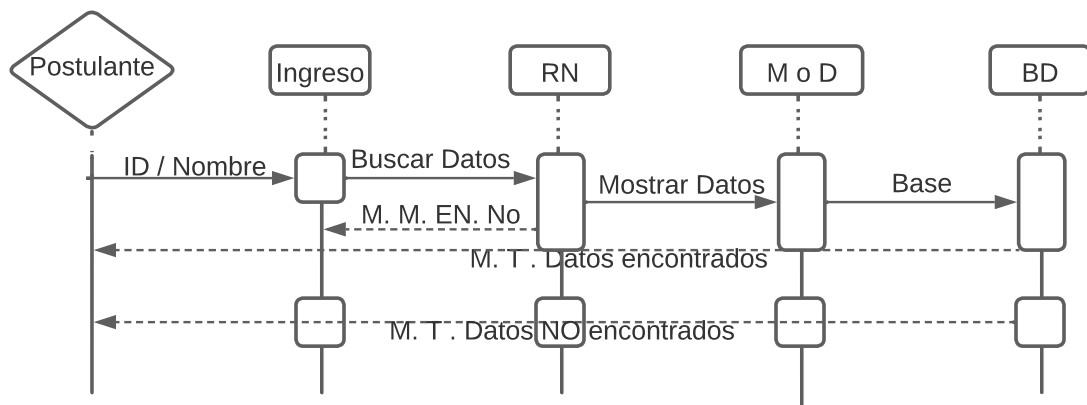 Postulante
Ingreso
RN
M o D
BD
ID / Nombre
Buscar Datos
Mostrar Datos
Base
M. M. EN. No
M. T . Datos encontrados
M. T . Datos NO encontrados